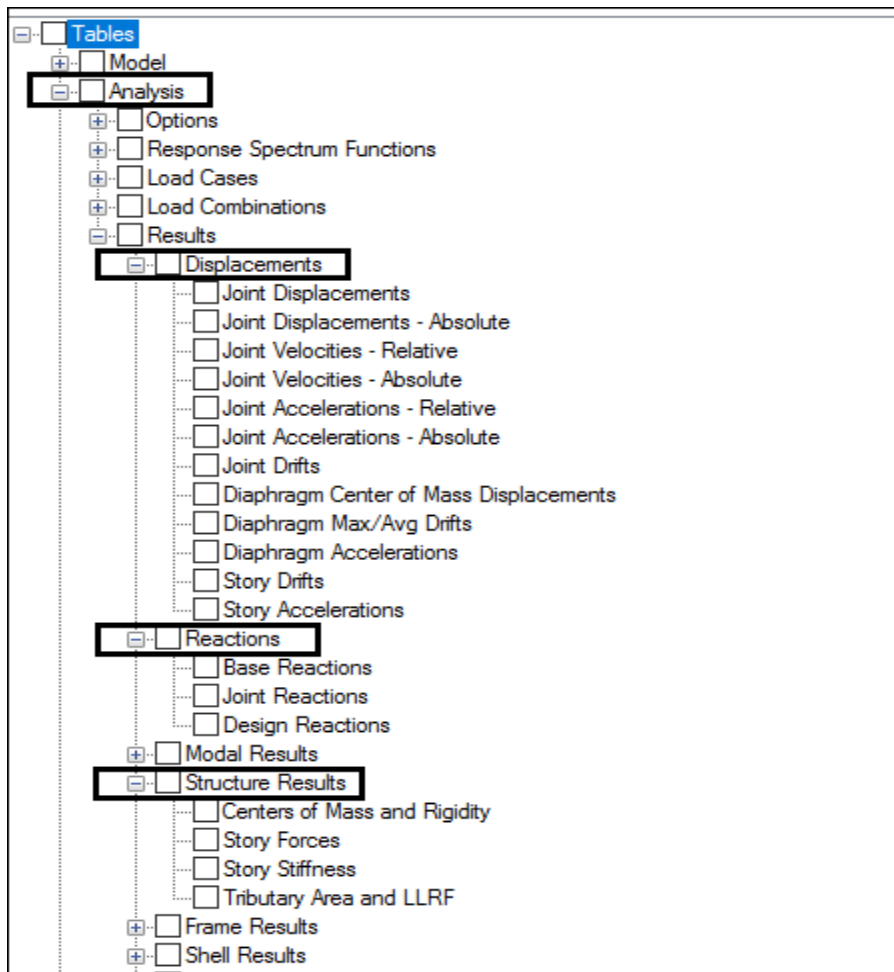 Tables
Model
Analysis
Options
Response Spectrum Functions
Load Cases
Load Combinations
Results
Displacements
Joint Displacements
Joint Displacements - Absolute
Joint Velocities - Relative
Joint Velocities - Absolute
Joint Accelerations - Relative
Joint Accelerations - Absolute
Joint Drifts
Diaphragm Center of Mass Displacements
Diaphragm Max/Avg Drifts
Diaphragm Accelerations
Story Drifts
Story Accelerations
Reactions
Base Reactions
Joint Reactions
Design Reactions
Modal Results
Structure Results
Centers of Mass and Rigidity
Story Forces
Story Stiffness
Tributary Area and LLRF
Frame Results
Shell Results